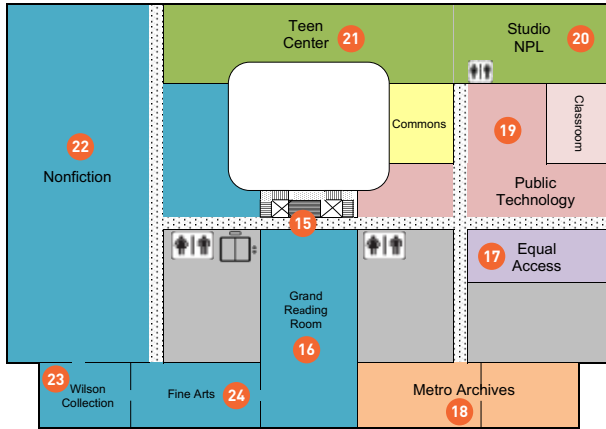 Teen
Center
21
Studio
NPL
20
22
Nonfiction
Commons
19
Classroom
Public
Technology
15
17
Equal
Access
Grand
Reading
Room
16
23
Wilson
Collection
Fine Arts
24
Metro Archives
18